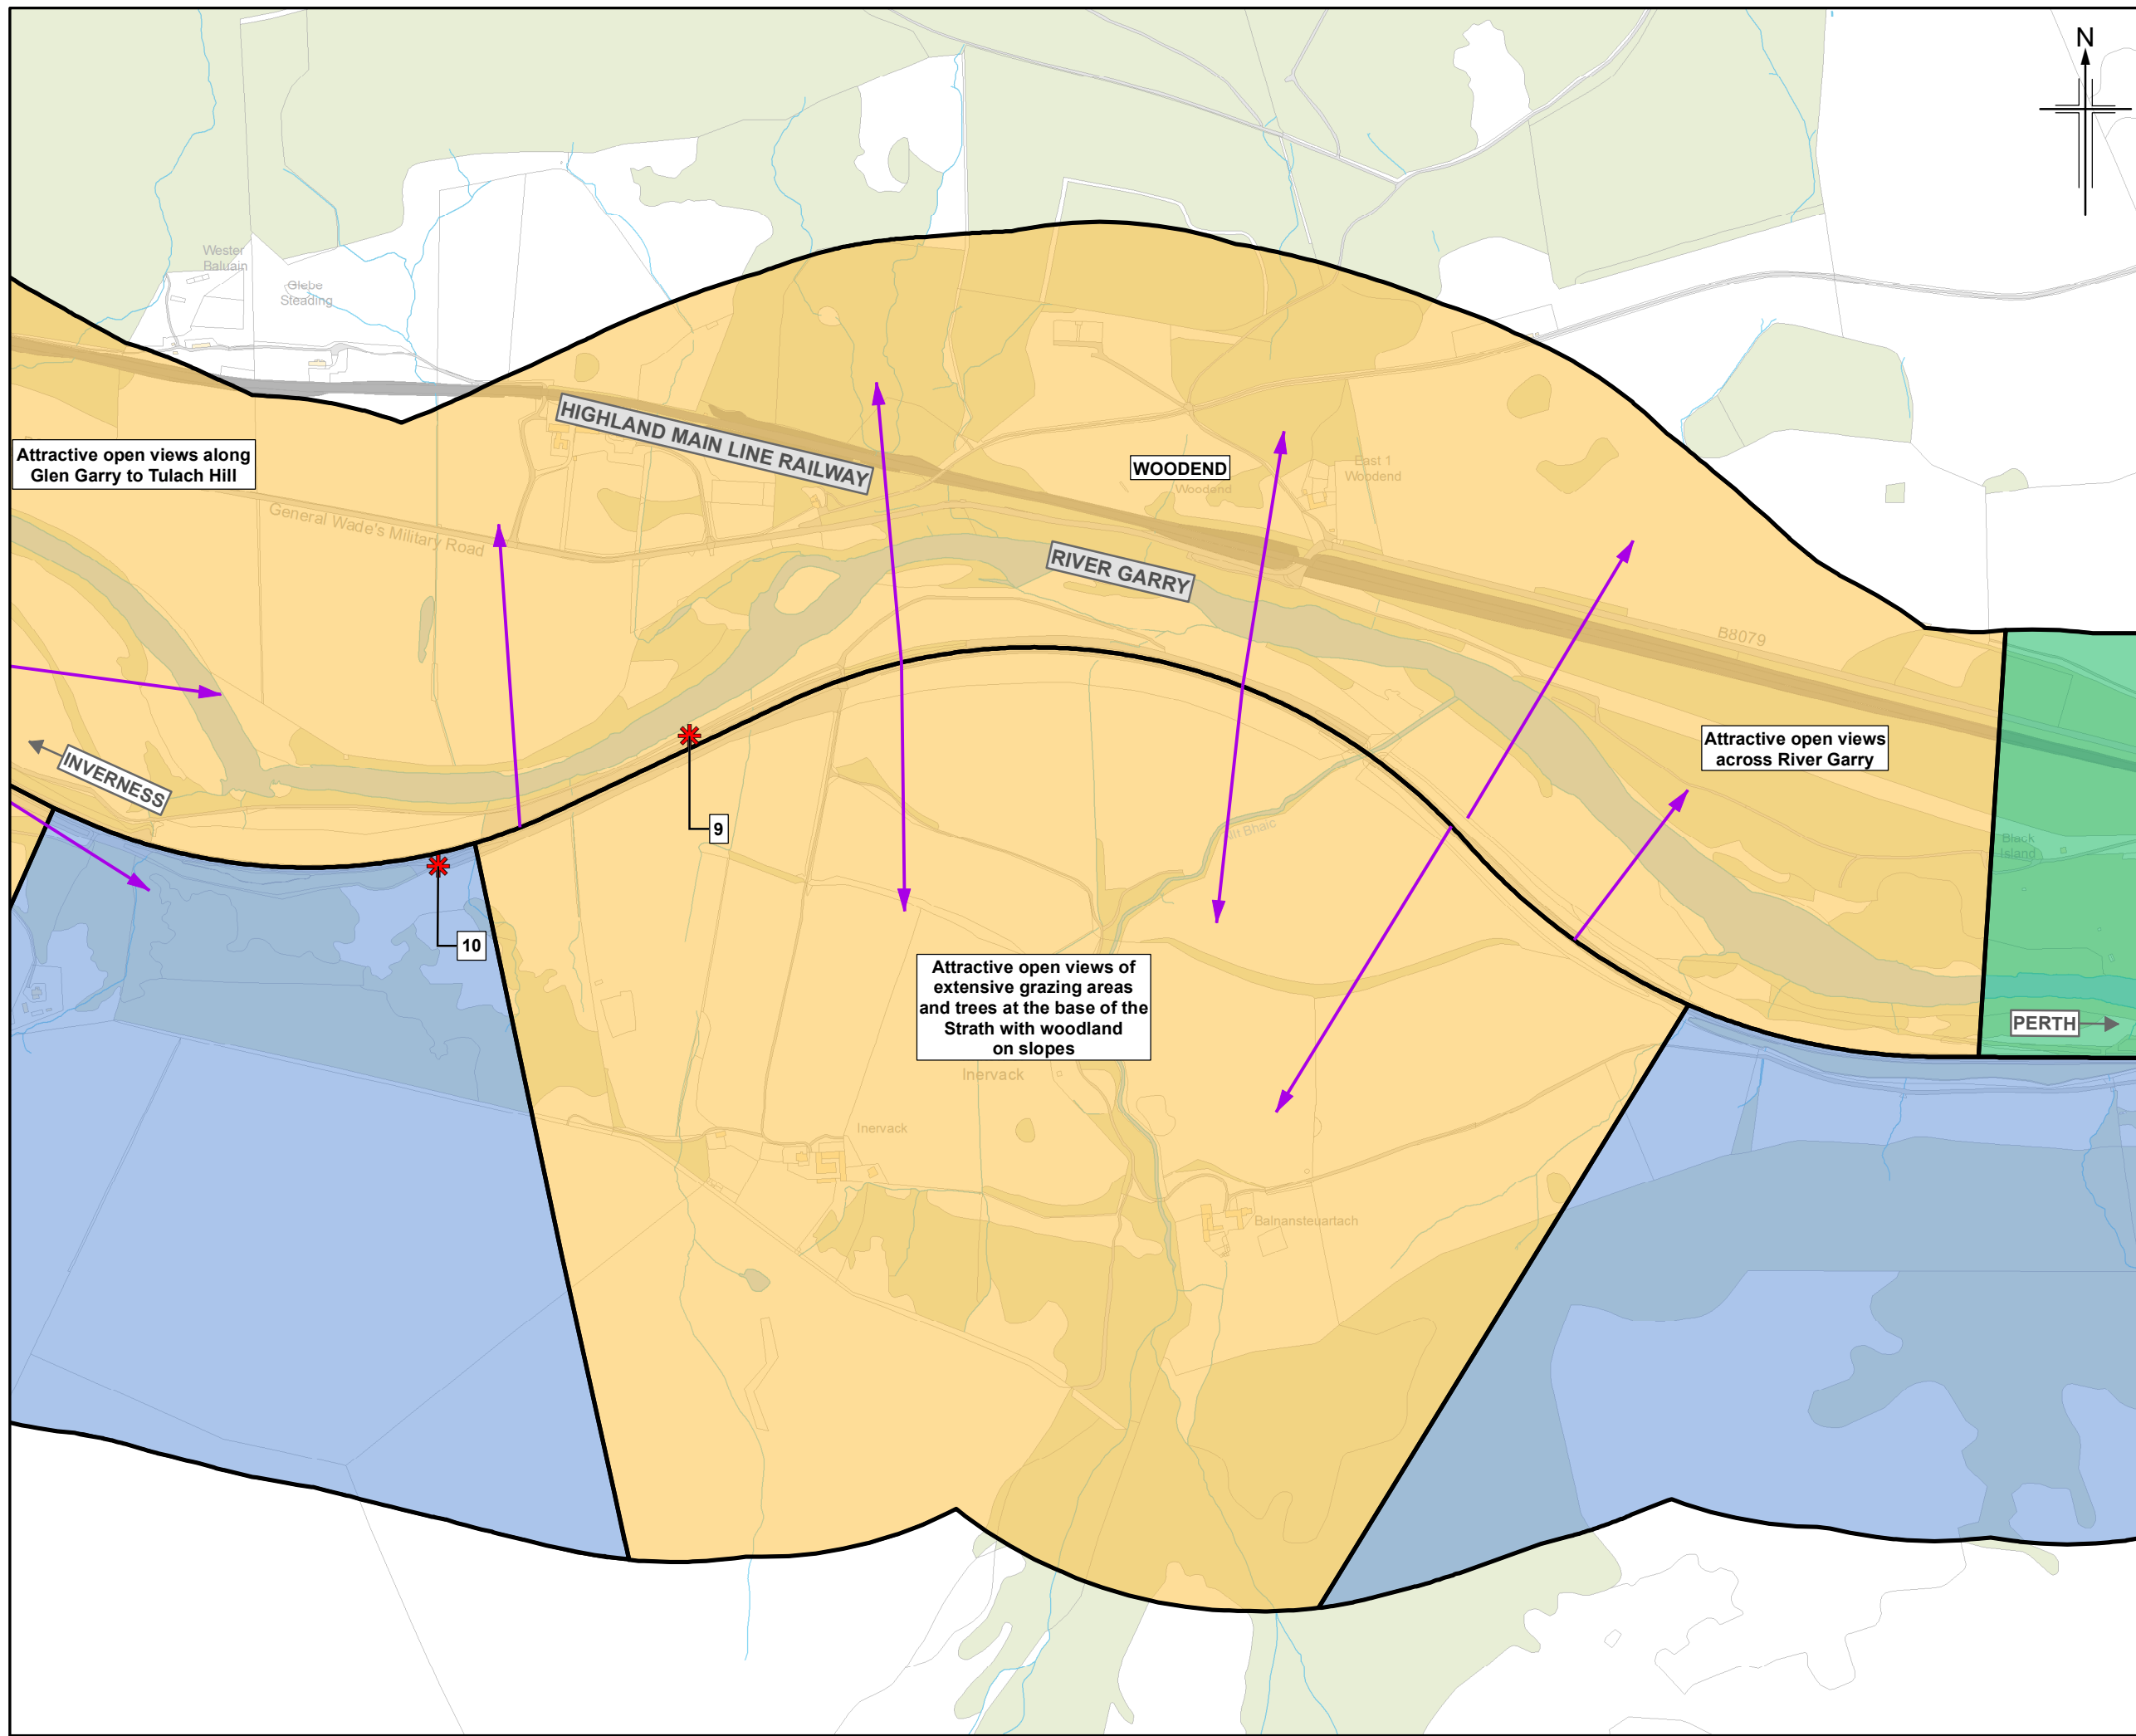 N
Wester
Baluain
Glebe
Steading
HIGHLAND MAIN LINE RAILWAY
Attractive open views along
Glen Garry to Tulach Hill
WOODEND
East 1
Woodend
Woodend
General Wade's Military Road
RIVER GARRY
B8079
INVERNESS
Attractive open views
across River Garry
9
Bhaic
Black
Island
10
Attractive open views of
extensive grazing areas
and trees at the base of the
Strath with woodland
on slopes
PERTH
Inervack
Inervack
Balnansteuartach